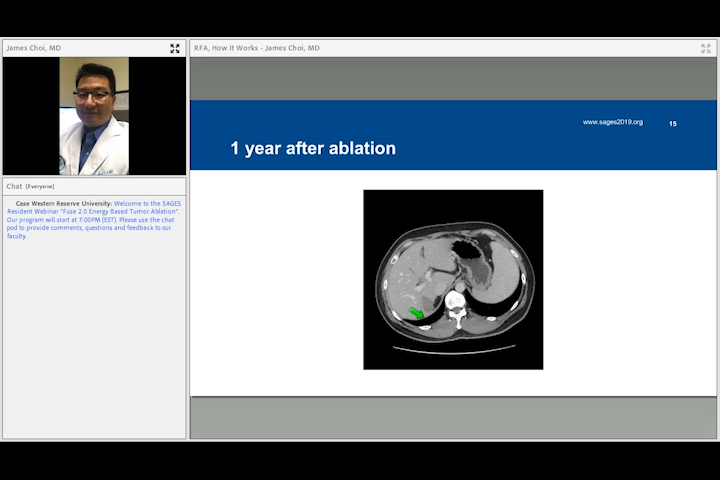 James Choi, MD
RFA, How It Works - James Choi, MD
www.sages2019.org 15
1 year after ablation
Chat (Everyone)
Case Western Reserve University: Welcome to the SAGES
Resident Webinar "Fuse 2.0 Energy Based Tumor Ablation".
Our program will start at 7:00PM (EST). Please use the chat
pod to provide comments, questions and feedback to our
faculty.